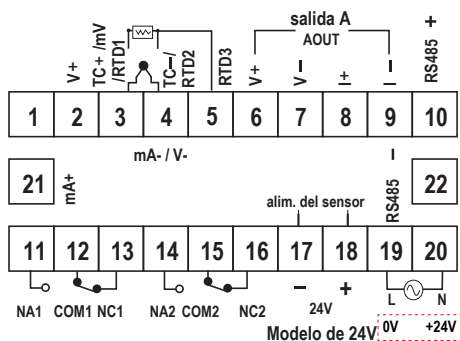 salida A
AOUT
V+
TC+ /mV
/RTD1
TC-/
RTD2
RTD3
V+
V-
I+
I-
RS485 +
1 2 3 4 5 6 7 8 9 10
mA- / V-
21
mA+
RS485 -
22
alim. del sensor
11 12 13 14 15 16 17 18 19 20
NA1 COM1 NC1 NA2 COM2 NC2
- +
24V
L N
Modelo de 24V 0V +24V